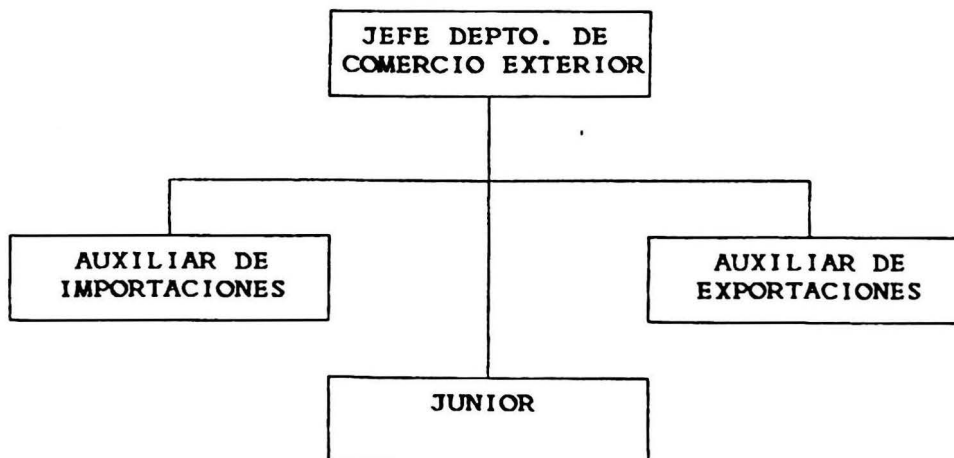 JEFE DEPTO. DE
COMERCIO EXTERIOR
AUXILIAR DE
IMPORTACIONES
AUXILIAR DE
EXPORTACIONES
JUNIOR